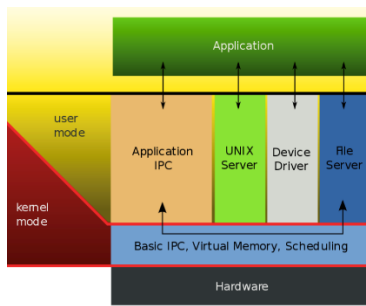 Application
user
mode
Application
IPC
UNIX
Server
Device
Driver
File
Server
kernel
mode
Basic IPC, Virtual Memory, Scheduling
Hardware